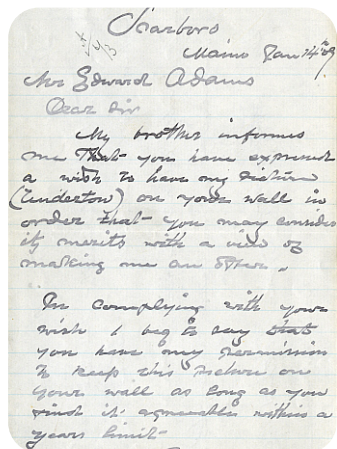 Scarboro
Maine Jan 14th 89
Mr Edward Adams
Dear Sir
My brother informs
me that you have expressed
a wish to have my picture
(Undertow) on your wall in
order that you may consider
its merits with a view of
making me an offer.
In complying with your
wish I beg to say that
you have my permission
to keep this picture on
your wall as long as you
find it agreeable within a
years limit